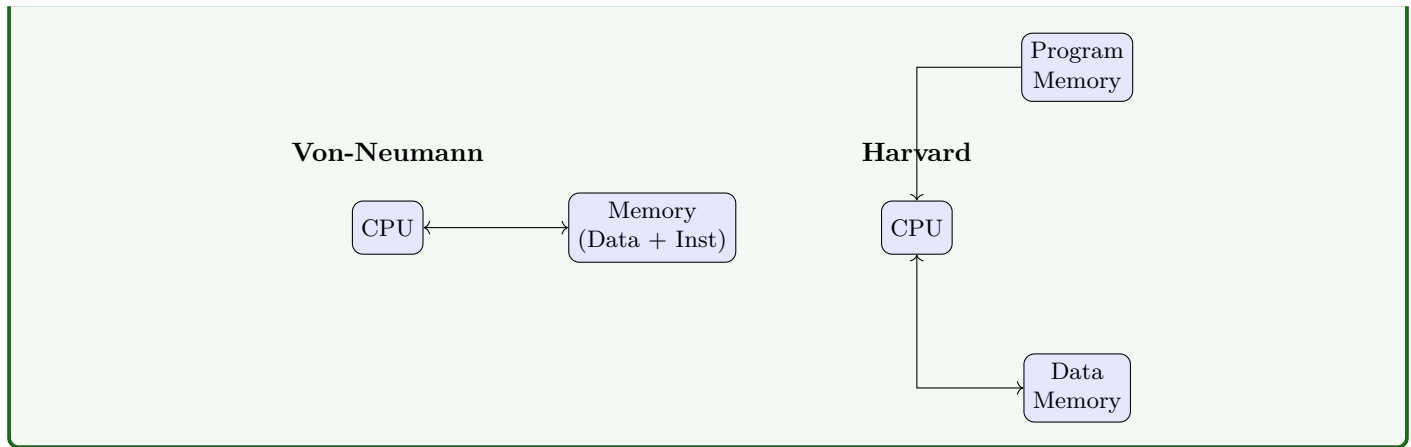 Von-Neumann
CPU
Memory
(Data + Inst)
Harvard
Program
Memory
CPU
Data
Memory